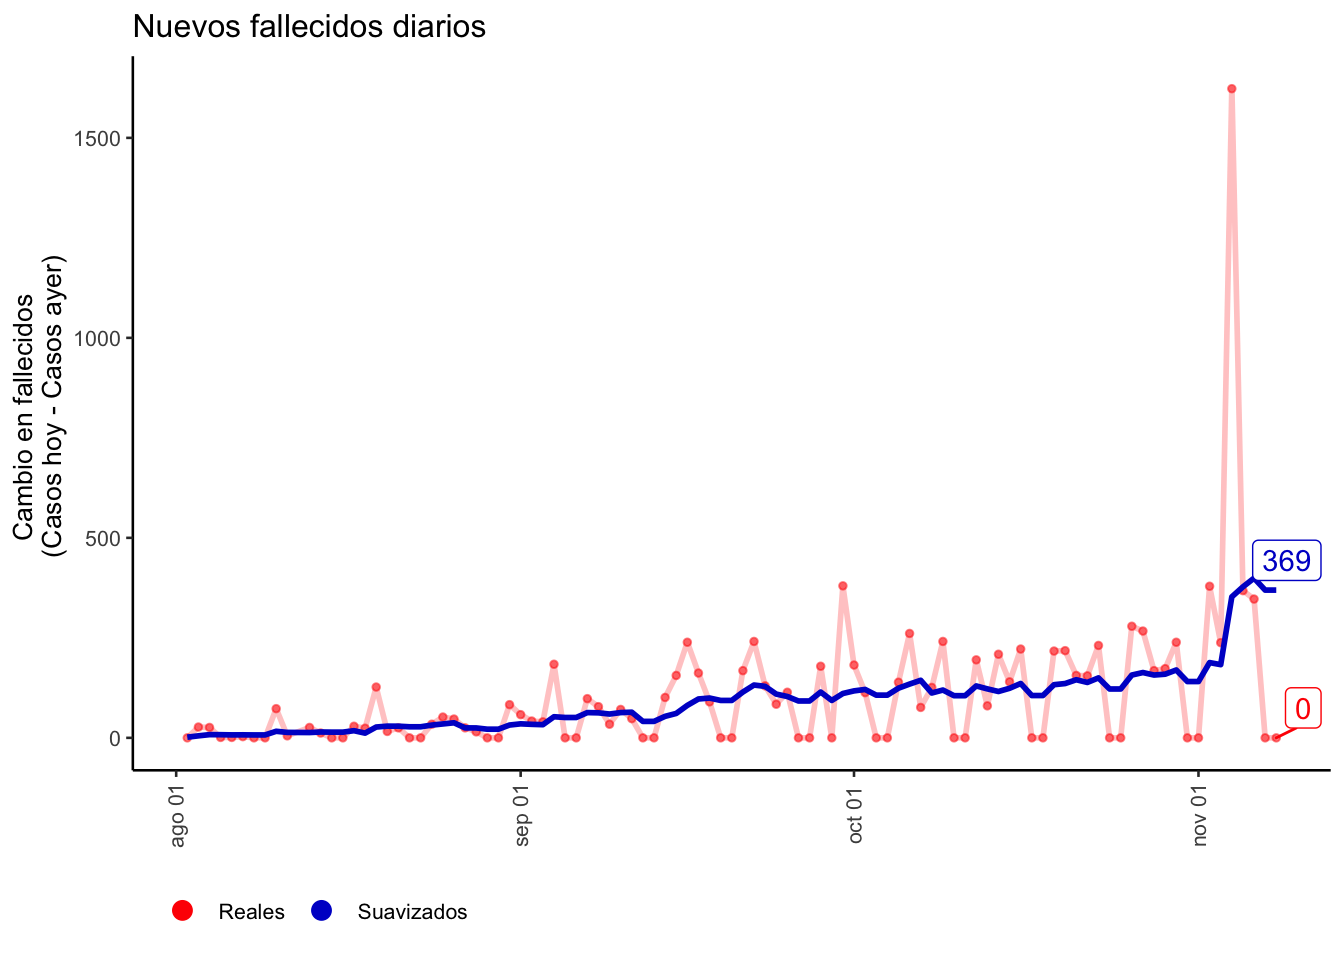 Nuevos fallecidos diarios
Cambio en fallecidos
(Casos hoy - Casos ayer)
1500
1000
500
0
369
0
ago 01
sep 01
oct 01
nov 01
Reales
Suavizados